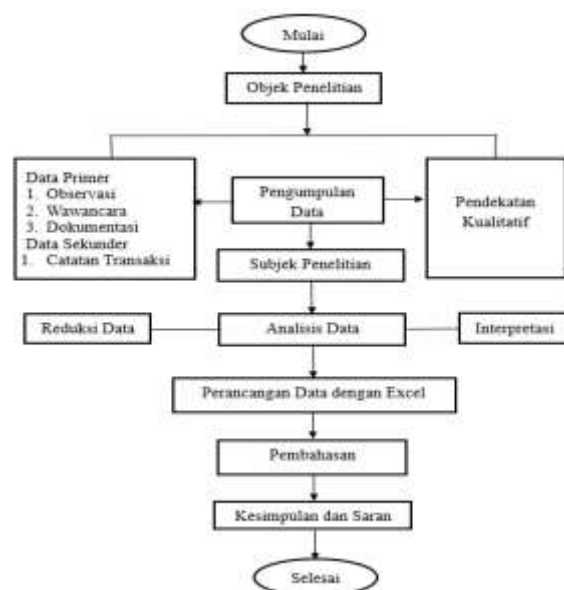 Mulai
Objek Penelitian
Data Primer
1. Observasi
2. Wawancara
3. Dokumentasi
Data Sekunder
1. Catatan Transaksi
Pengumpulan
Data
Pendekatan
Kualitatif
Subjek Penelitian
Reduksi Data
Analisis Data
Interpretasi
Perancangan Data dengan Excel
Pembahasan
Kesimpulan dan Saran
Selesai